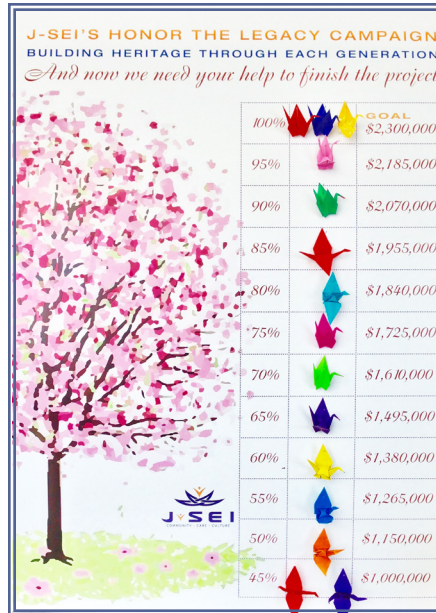 J-SEI'S HONOR THE LEGACY CAMPAIGN
BUILDING HERITAGE THROUGH EACH GENERATION
And now we need your help to finish the project
GOAL
100% $2,300,000
95% $2,185,000
90% $2,070,000
85% $1,955,000
80% $1,840,000
75% $1,725,000
70% $1,610,000
65% $1,495,000
60% $1,380,000
55% $1,265,000
50% $1,150,000
45% $1,000,000
J-SEI
COMMUNITY CARE CULTURE